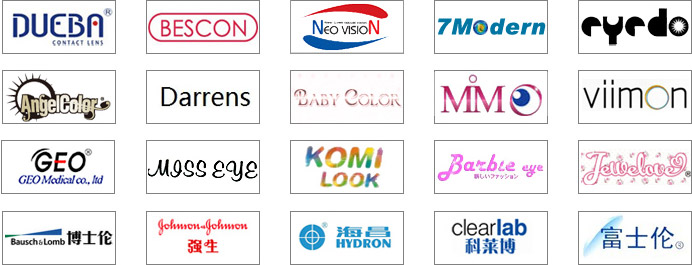 DUEBA®
CONTACT LENS
BESCON
NEO VISION
7Modern
eyedo
AngelColor
Darrens
BABY COLOR
MIMO
viimon
GEO®
GEO Medical co., ltd
MISS EYE
KOMI
LOOK
Barbie eye
新しいファッション
Jewelove®
Bausch & Lomb 博士伦
Johnson & Johnson
强生
海昌
HYDRON
clearlab
科莱博
富士伦